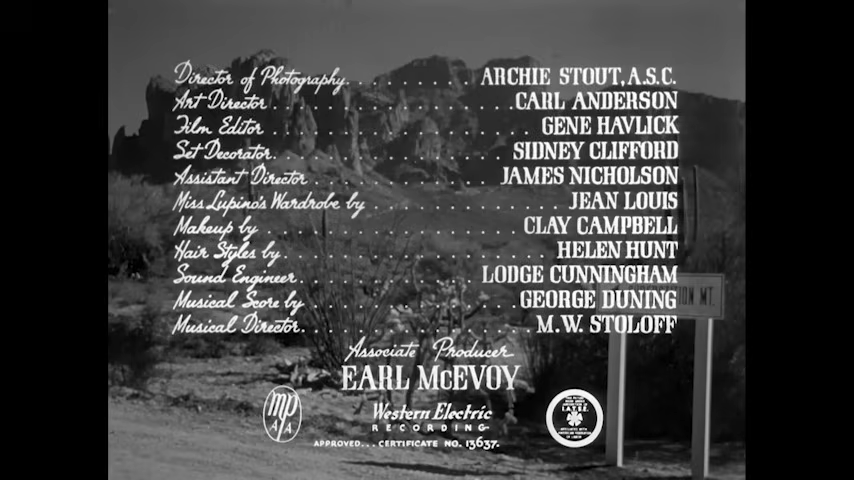 Director of Photography. . . . . . . . . ARCHIE STOUT, A.S.C.
Art Director . . . . . . . . . . . . . . . . CARL ANDERSON
Film Editor . . . . . . . . . . . . . . . . . GENE HAVLICK
Set Decorator. . . . . . . . . . . . . . . SIDNEY CLIFFORD
Assistant Director . . . . . . . . . . . . JAMES NICHOLSON
Miss Lupino's Wardrobe by . . . . . . . . . . . JEAN LOUIS
Makeup by . . . . . . . . . . . . . . . . . CLAY CAMPBELL
Hair Styles by. . . . . . . . . . . . . . . . . HELEN HUNT
Sound Engineer. . . . . . . . . . . . LODGE CUNNINGHAM
Musical Score by . . . . . . . . . . . . . GEORGE DUNING
Musical Director. . . . . . . . . . . . . . . M.W. STOLOFF
MT.
Associate Producer
EARL McEVOY
MPAA
Western Electric
RECORDING
APPROVED... CERTIFICATE NO. 13637.
I.A.T.S.E.